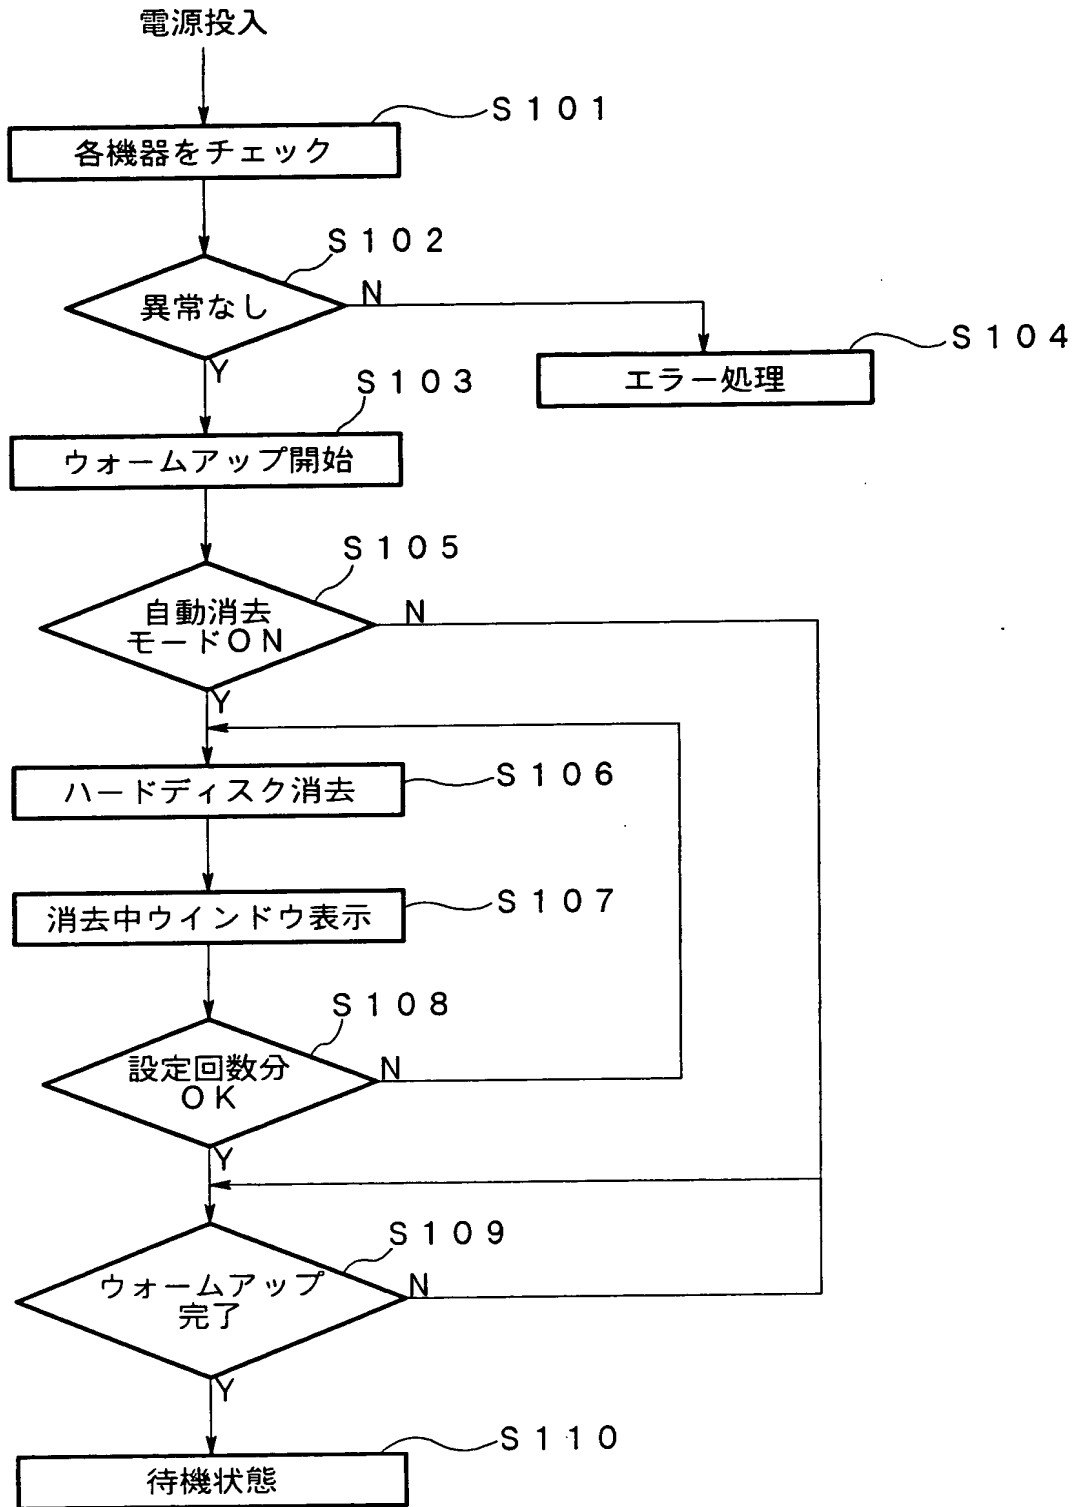 電源投入
S101
各機器をチェック
S102
異常なし
N
Y
S104
エラー処理
S103
ウォームアップ開始
S105
自動消去
モードON
N
Y
S106
ハードディスク消去
S107
消去中ウインドウ表示
S108
設定回数分
OK
N
Y
S109
ウォームアップ
完了
N
Y
S110
待機状態